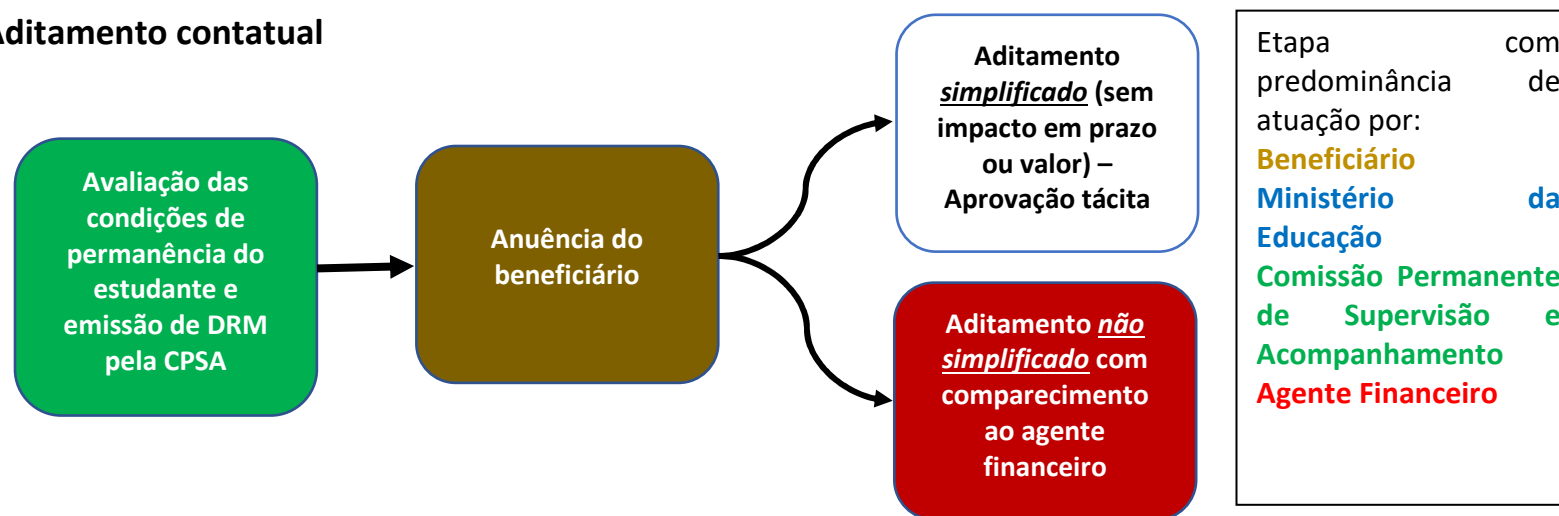 Aditamento contatual
Avaliação das
condições de
permanência do
estudante e
emissão de DRM
pela CPSA
Anuência do
beneficiário
Aditamento
simplificado (sem
impacto em prazo
ou valor) –
Aprovação tácita
Aditamento não
simplificado com
comparecimento
ao agente
financeiro
Etapa com
predominância de
atuação por:
Beneficiário
Ministério da
Educação
Comissão Permanente
de Supervisão e
Acompanhamento
Agente Financeiro